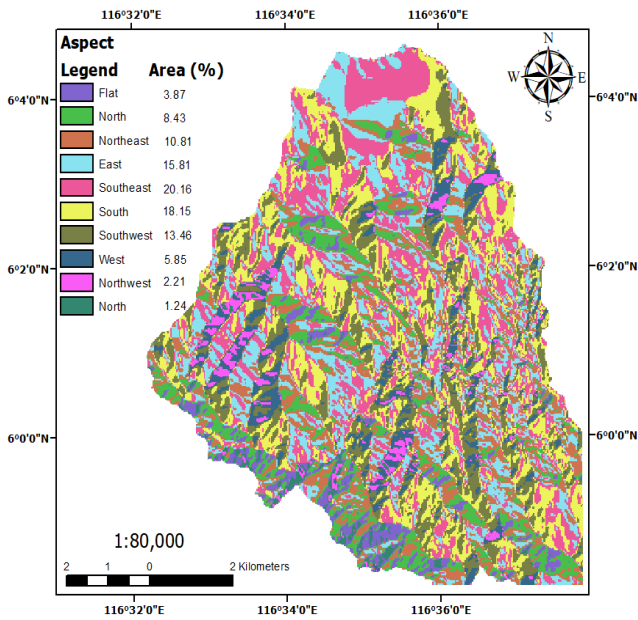 116°32'0"E 116°34'0"E 116°36'0"E
Aspect
Legend Area (%)
Flat 3.87
North 8.43
Northeast 10.81
East 15.81
Southeast 20.16
South 18.15
Southwest 13.46
West 5.85
Northwest 2.21
North 1.24
N
W E
S
6°4'0"N 6°4'0"N
6°2'0"N 6°2'0"N
6°0'0"N 6°0'0"N
1:80,000
2 1 0 2 Kilometers
116°32'0"E 116°34'0"E 116°36'0"E